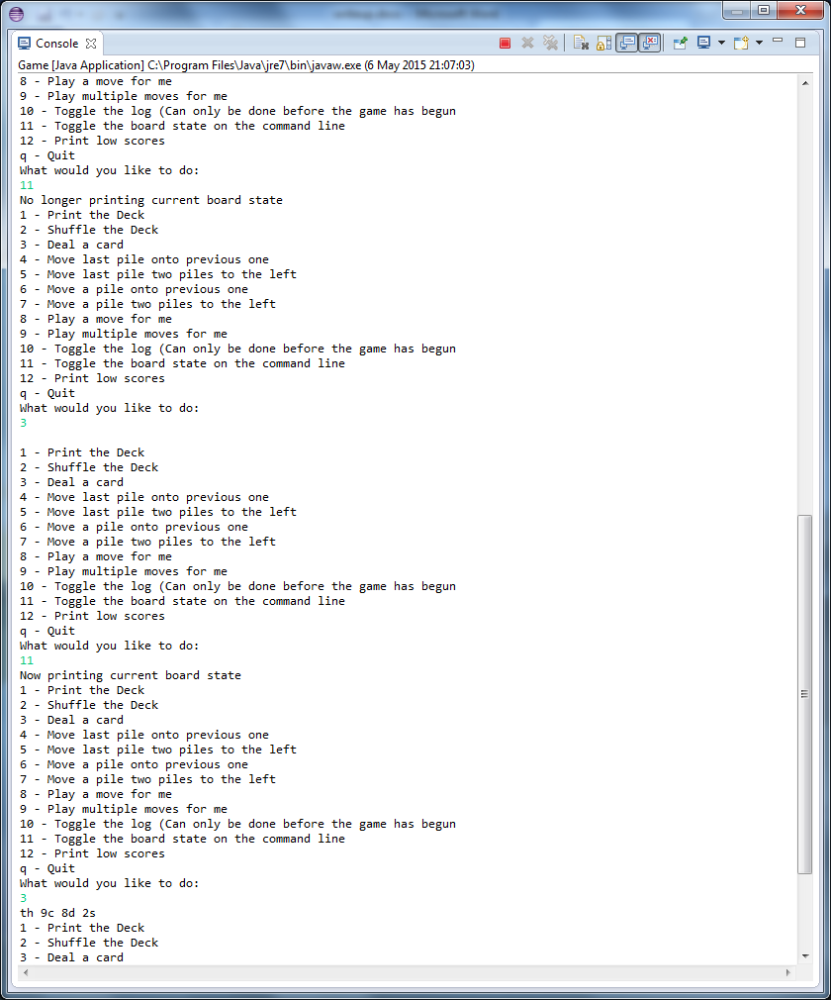 Console
Game [Java Application] C:\Program Files\Java\jre7\bin\javaw.exe (6 May 2015 21:07:03)
8 - Play a move for me
9 - Play multiple moves for me
10 - Toggle the log (Can only be done before the game has begun
11 - Toggle the board state on the command line
12 - Print low scores
q - Quit
What would you like to do:
11
No longer printing current board state
1 - Print the Deck
2 - Shuffle the Deck
3 - Deal a card
4 - Move last pile onto previous one
5 - Move last pile two piles to the left
6 - Move a pile onto previous one
7 - Move a pile two piles to the left
8 - Play a move for me
9 - Play multiple moves for me
10 - Toggle the log (Can only be done before the game has begun
11 - Toggle the board state on the command line
12 - Print low scores
q - Quit
What would you like to do:
3
1 - Print the Deck
2 - Shuffle the Deck
3 - Deal a card
4 - Move last pile onto previous one
5 - Move last pile two piles to the left
6 - Move a pile onto previous one
7 - Move a pile two piles to the left
8 - Play a move for me
9 - Play multiple moves for me
10 - Toggle the log (Can only be done before the game has begun
11 - Toggle the board state on the command line
12 - Print low scores
q - Quit
What would you like to do:
11
Now printing current board state
1 - Print the Deck
2 - Shuffle the Deck
3 - Deal a card
4 - Move last pile onto previous one
5 - Move last pile two piles to the left
6 - Move a pile onto previous one
7 - Move a pile two piles to the left
8 - Play a move for me
9 - Play multiple moves for me
10 - Toggle the log (Can only be done before the game has begun
11 - Toggle the board state on the command line
12 - Print low scores
q - Quit
What would you like to do:
3
th 9c 8d 2s
1 - Print the Deck
2 - Shuffle the Deck
3 - Deal a card